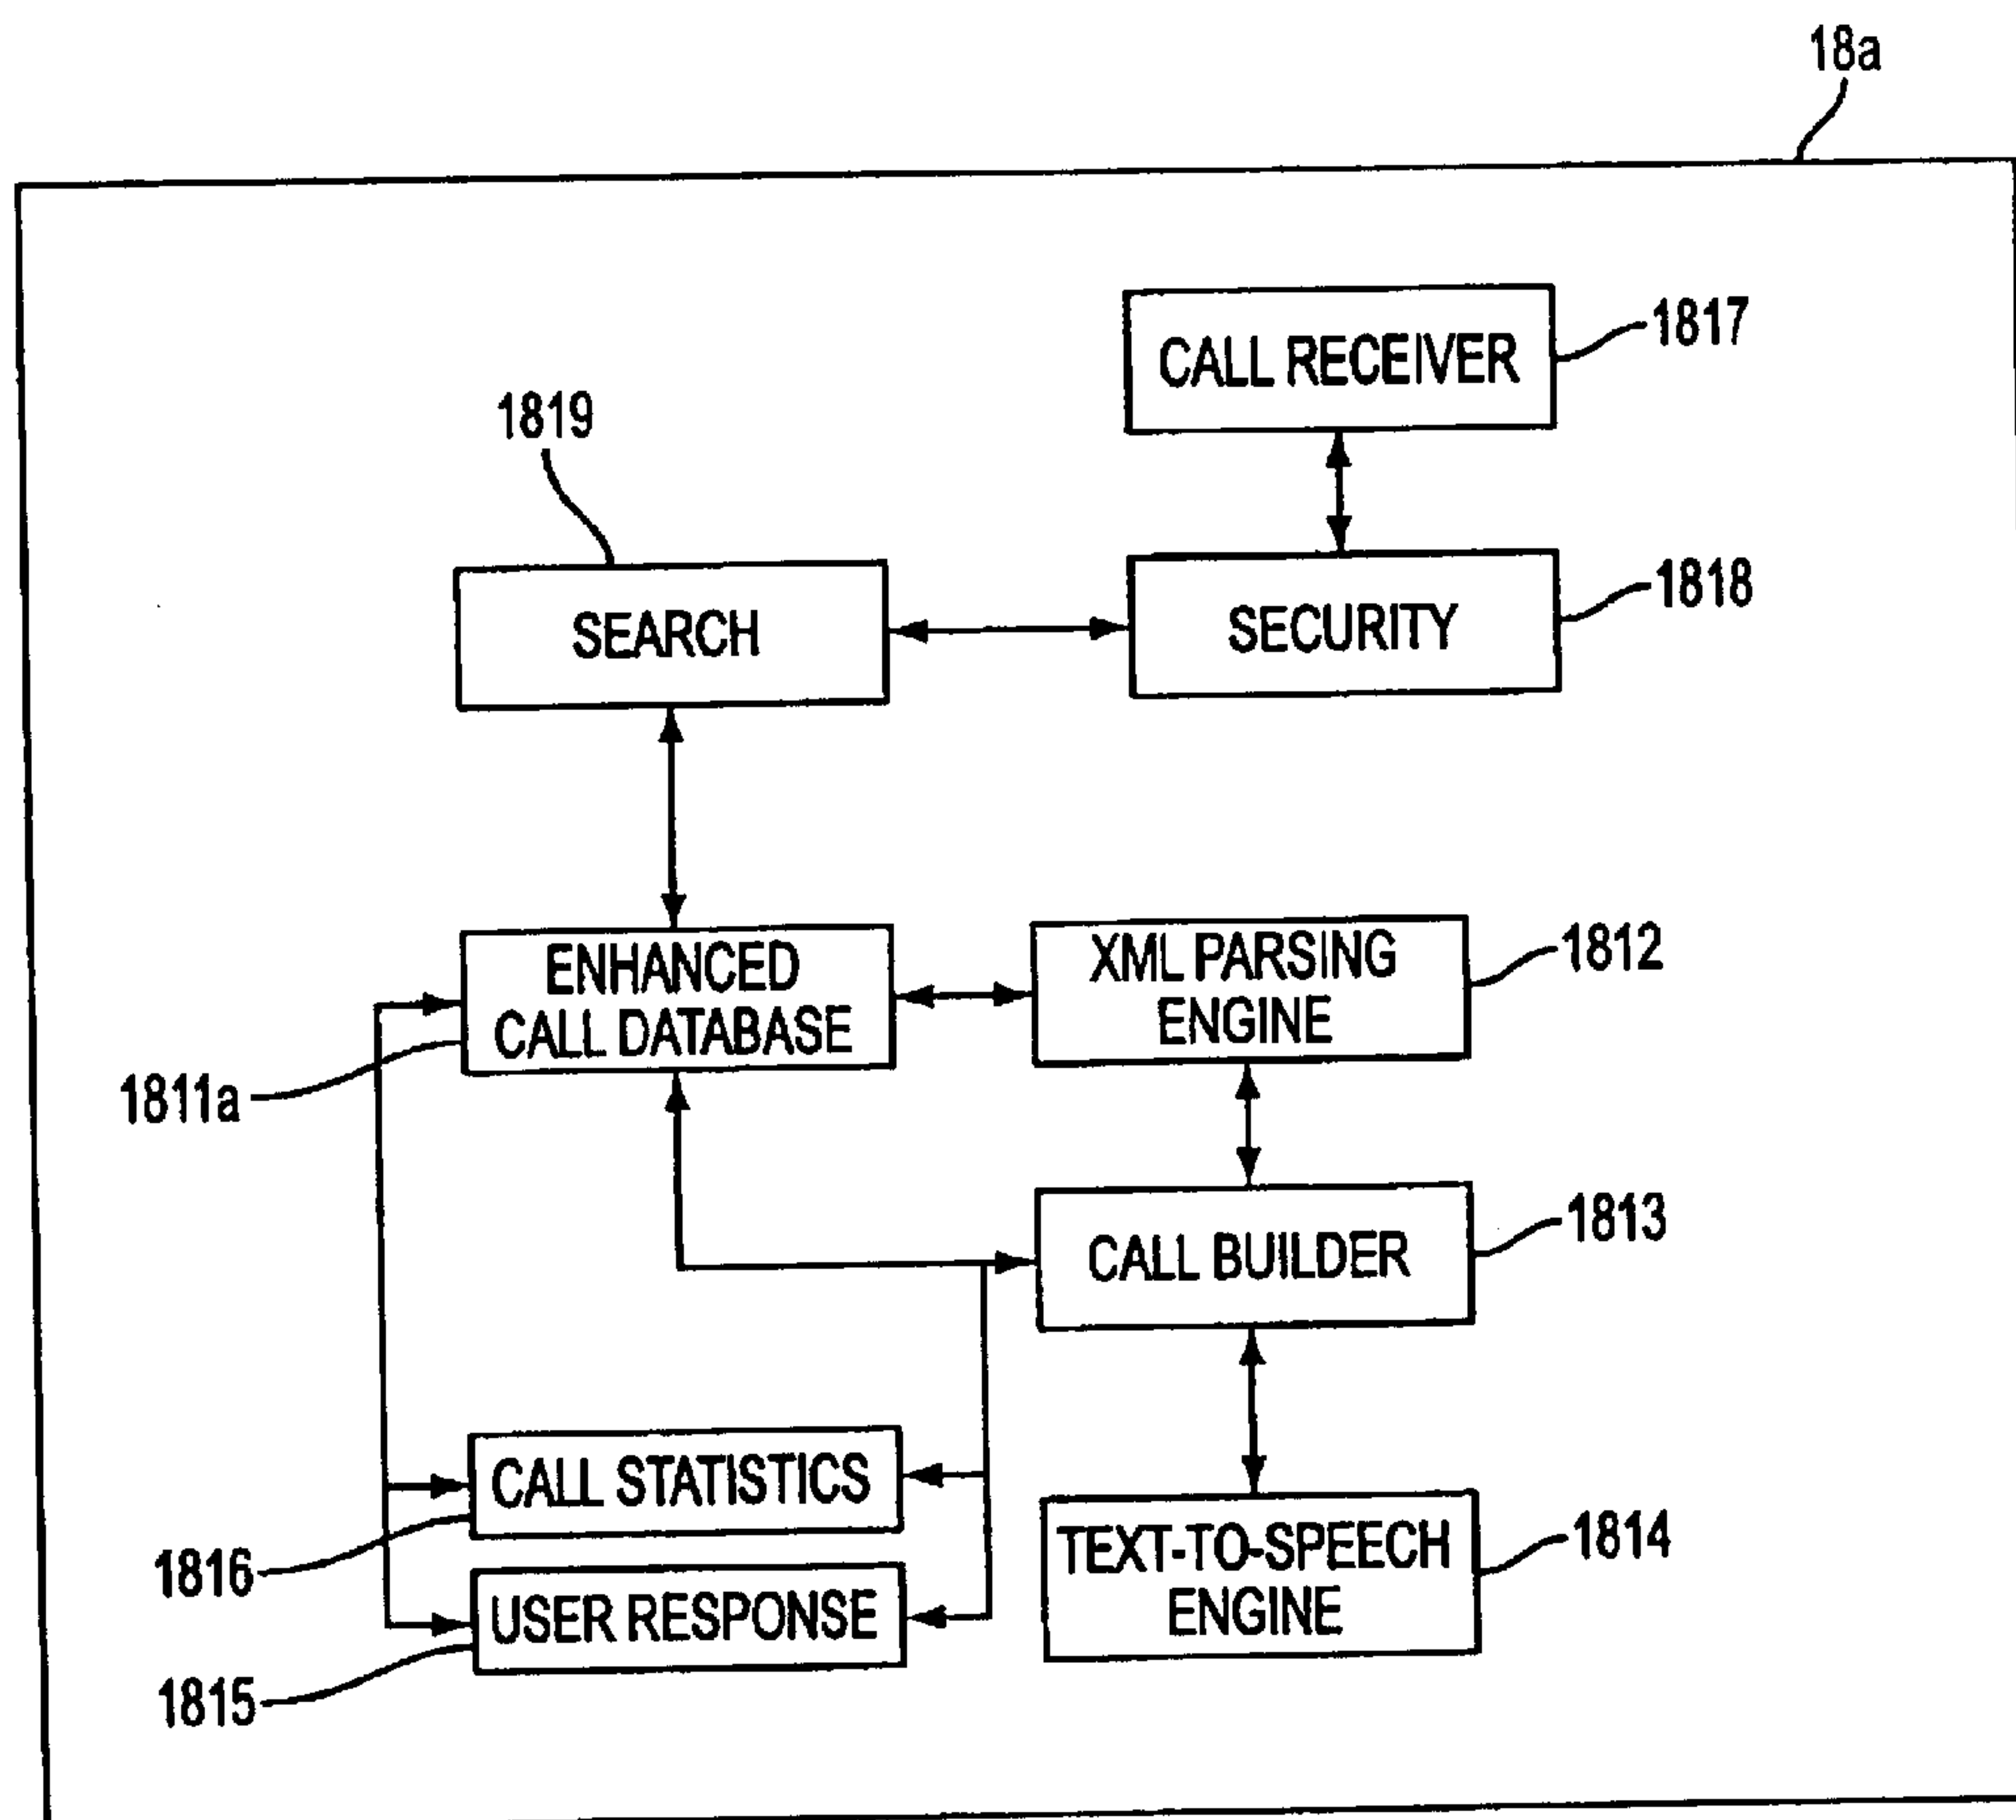 18a
CALL RECEIVER
1817
1819
SEARCH
SECURITY
1818
ENHANCED
CALL DATABASE
1811a
XML PARSING
ENGINE
1812
CALL BUILDER
1813
CALL STATISTICS
1816
TEXT-TO-SPEECH
ENGINE
1814
USER RESPONSE
1815